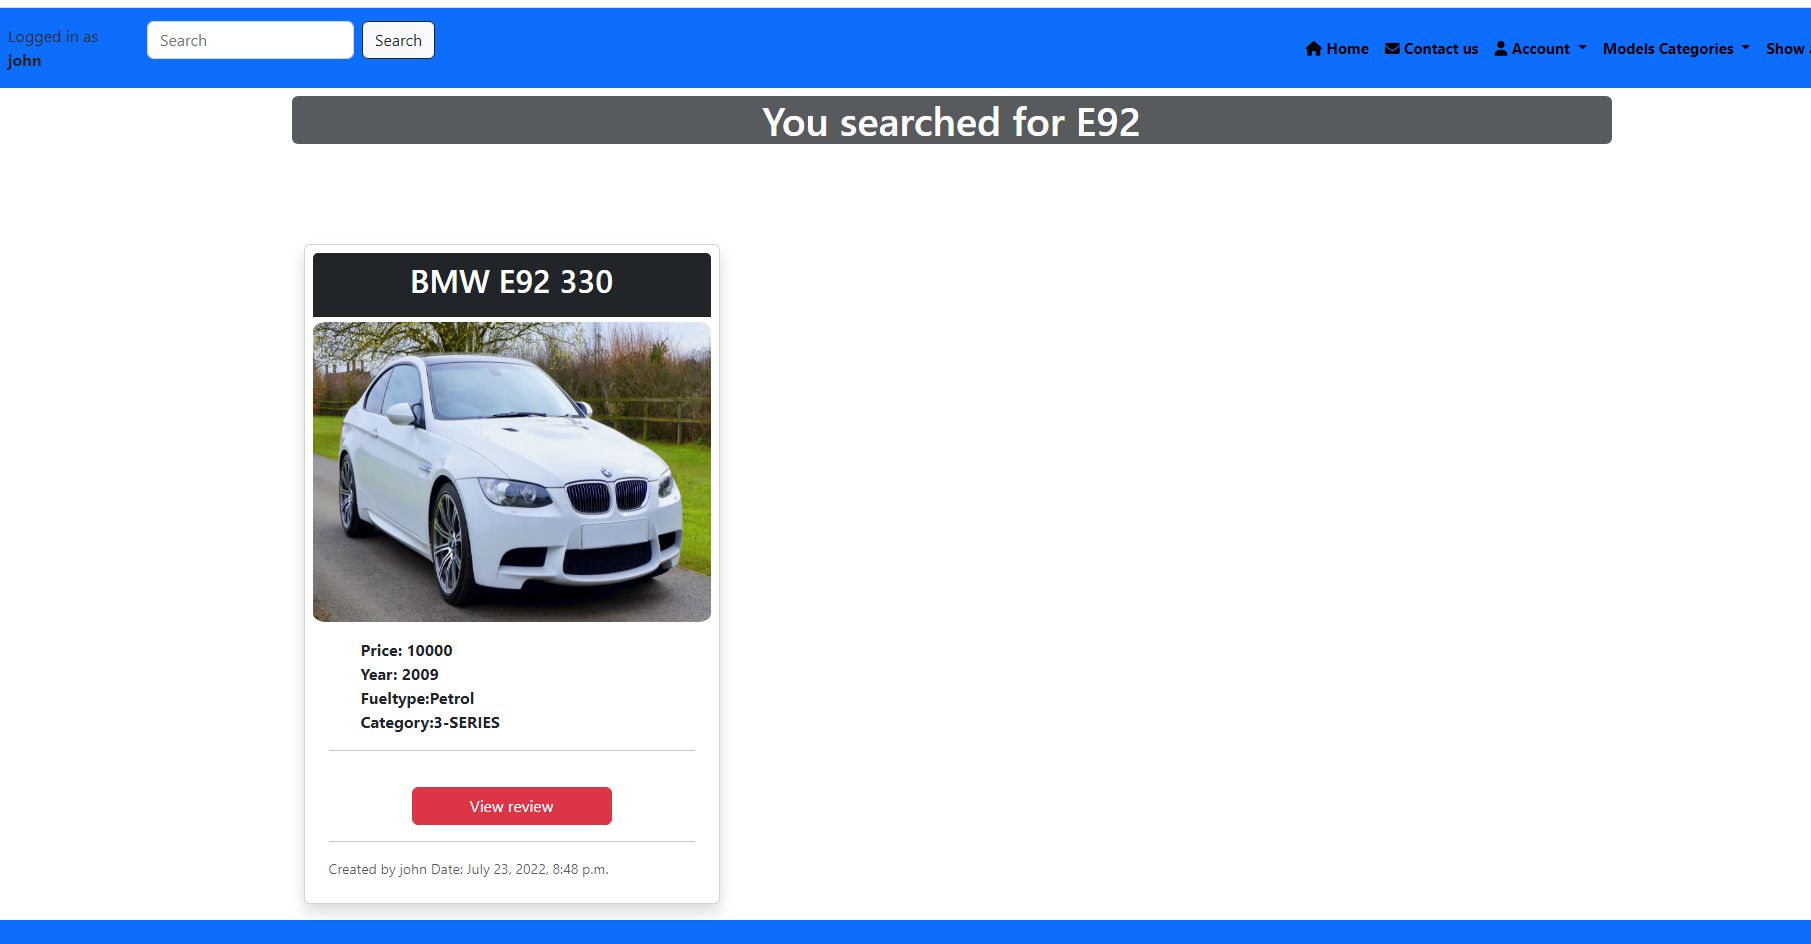 Logged in as
john
Search
Search
Home
Contact us
Account
Models Categories
Show
You searched for E92
BMW E92 330
Price: 10000
Year: 2009
Fueltype:Petrol
Category:3-SERIES
View review
Created by john Date: July 23, 2022, 8:48 p.m.